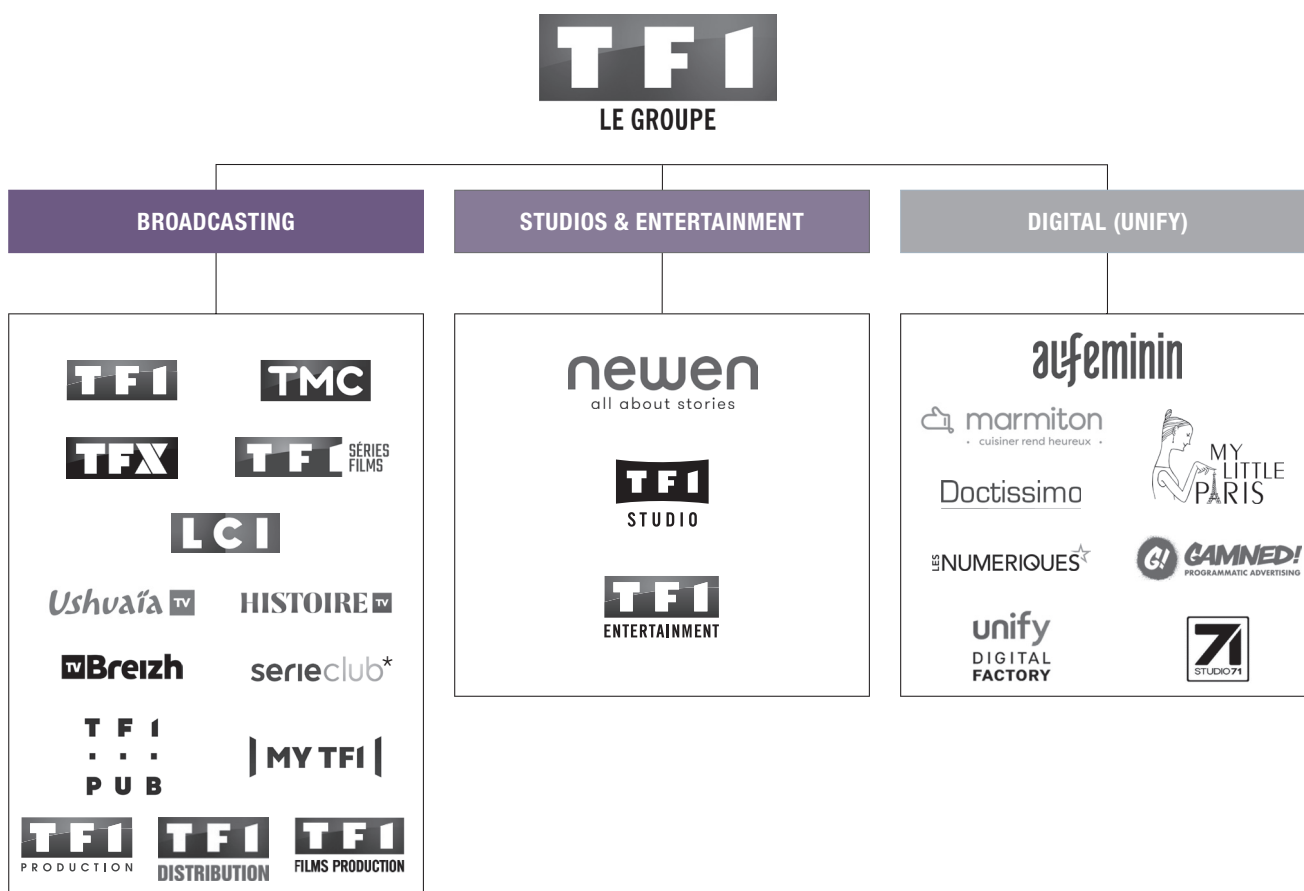 TF1
LE GROUPE
BROADCASTING
TF1
TMC
TFX
TF1 SÉRIES
FILMS
LCI
Ushuaïa TV
HISTOIRE TV
TV Breizh
serieclub*
TF1
PUB
MY TF1
TF1
PRODUCTION
TF1
DISTRIBUTION
TF1
FILMS PRODUCTION
STUDIOS & ENTERTAINMENT
newen
all about stories
TF1
STUDIO
TF1
ENTERTAINMENT
DIGITAL (UNIFY)
aufeminin
marmiton
· cuisiner rend heureux ·
MY
LITTLE
PARIS
Doctissimo
LES NUMERIQUES
G! GAMNED!
PROGRAMMATIC ADVERTISING
unify
DIGITAL
FACTORY
71
STUDIO71